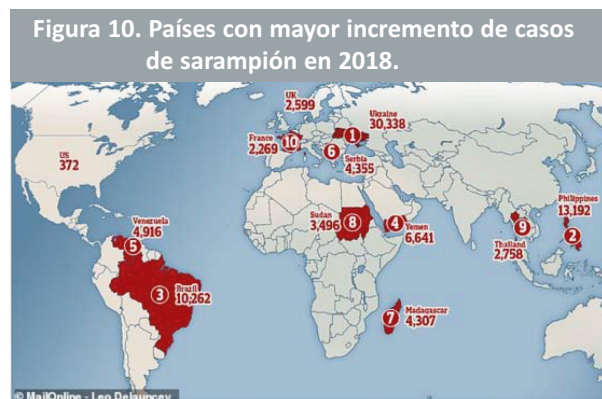 Figura 10. Países con mayor incremento de casos
de sarampión en 2018.
UK
2,599
Ukraine
30,338
1
France
2,269
10
6
Serbia
4,355
US
372
Venezuela
4,916
5
Sudan
3,496
8
4
Yemen
6,641
Philippines
13,192
2
9
Thailand
2,758
3
Brazil
10,262
7
Madagascar
4,307
© MailOnline - Leo Delauncey